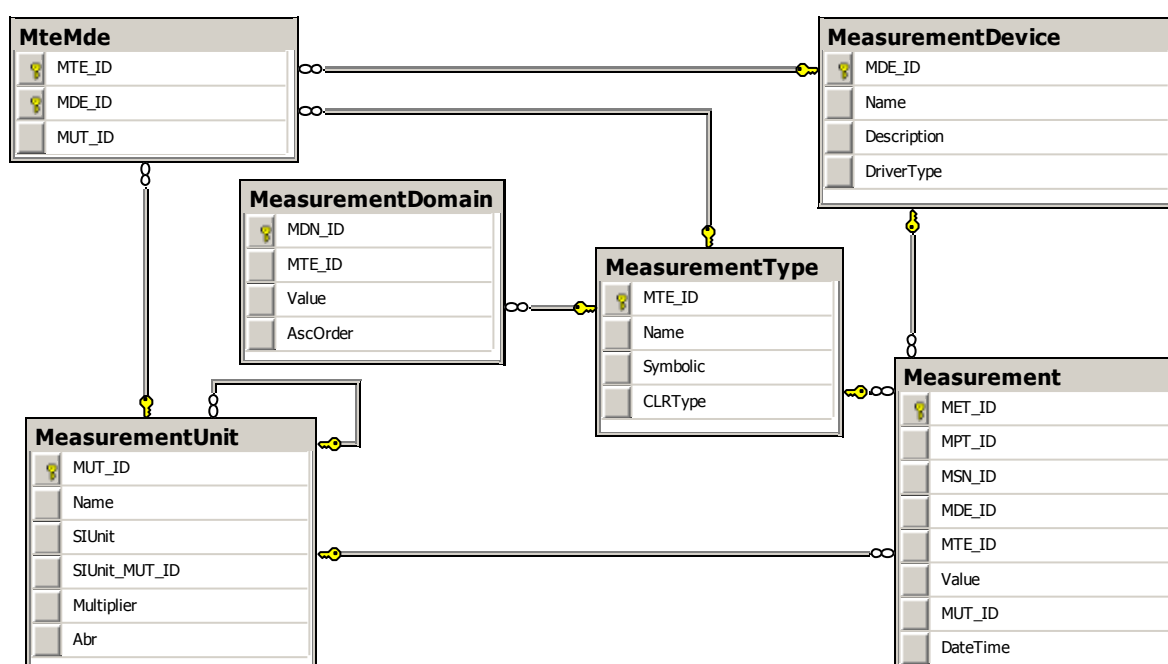 MteMde
MTE_ID
MDE_ID
MUT_ID
MeasurementDevice
MDE_ID
Name
Description
DriverType
MeasurementDomain
MDN_ID
MTE_ID
Value
AscOrder
MeasurementType
MTE_ID
Name
Symbolic
CLRType
MeasurementUnit
MUT_ID
Name
SIUnit
SIUnit_MUT_ID
Multiplier
Abr
Measurement
MET_ID
MPT_ID
MSN_ID
MDE_ID
MTE_ID
Value
MUT_ID
DateTime